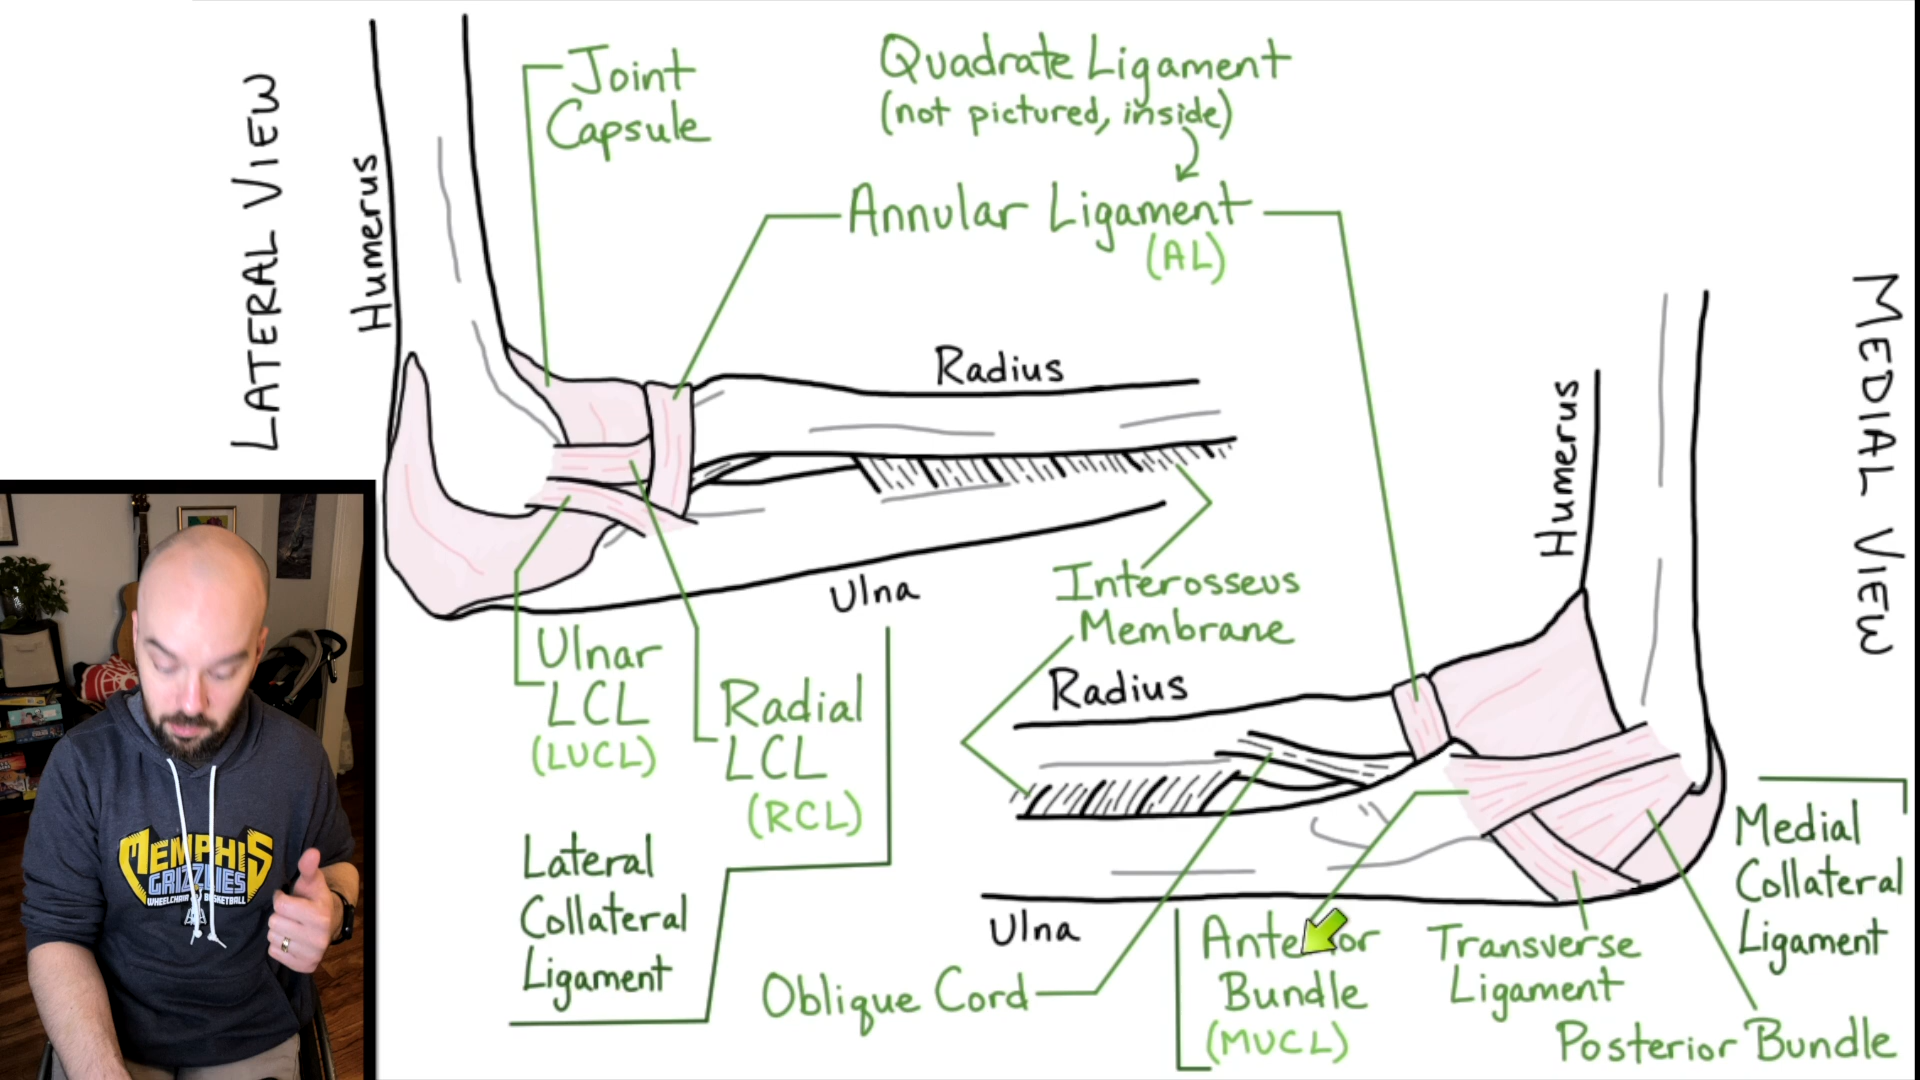 LATERAL VIEW
Humerus
Joint
Capsule
Quadrate Ligament
(not pictured, inside)
Annular Ligament
(AL)
Radius
Ulna
Interosseus
Membrane
Ulnar
LCL
(LUCL)
Radial
LCL
(RCL)
Lateral
Collateral
Ligament
MEDIAL VIEW
Humerus
Radius
Ulna
Oblique Cord
Anterior
Bundle
(MUCL)
Transverse
Ligament
Posterior Bundle
Medial
Collateral
Ligament
MEMPHIS
GRIZZLIES
WHEELCHAIR BASKETBALL